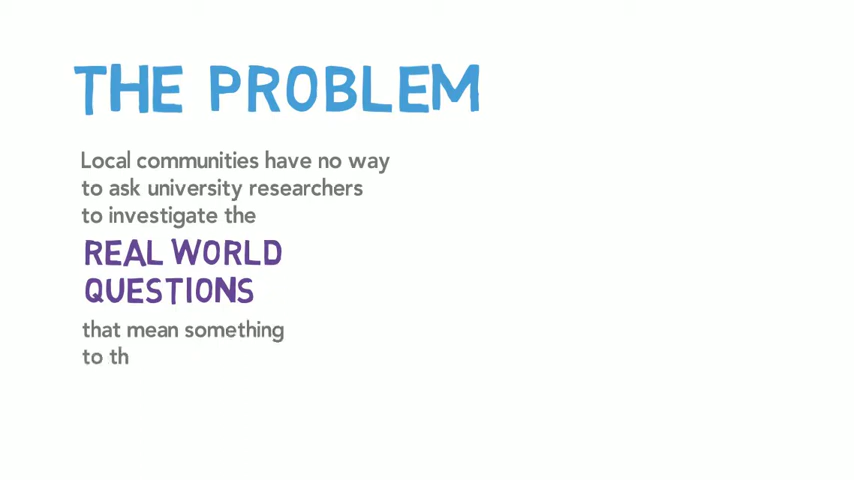 THE PROBLEM
Local communities have no way
to ask university researchers
to investigate the
REAL WORLD
QUESTIONS
that mean something
to th